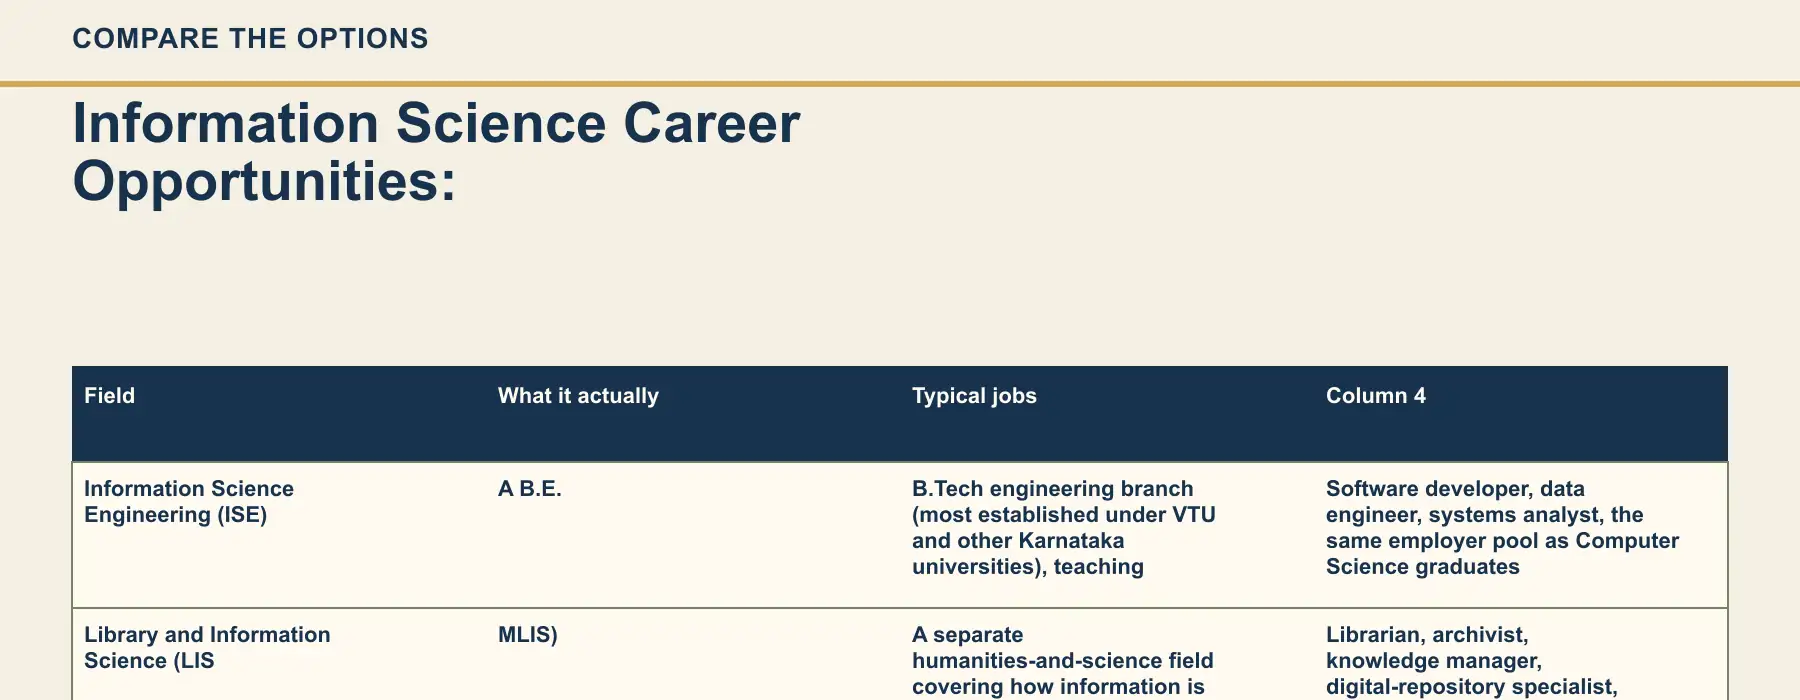 COMPARE THE OPTIONS
Information Science Career
Opportunities:
Field
What it actually
Typical jobs
Column 4
Information Science
Engineering (ISE)
A B.E.
B.Tech engineering branch
(most established under VTU
and other Karnataka
universities), teaching
Software developer, data
engineer, systems analyst, the
same employer pool as Computer
Science graduates
Library and Information
Science (LIS
MLIS)
A separate
humanities-and-science field
covering how information is
Librarian, archivist,
knowledge manager,
digital-repository specialist,